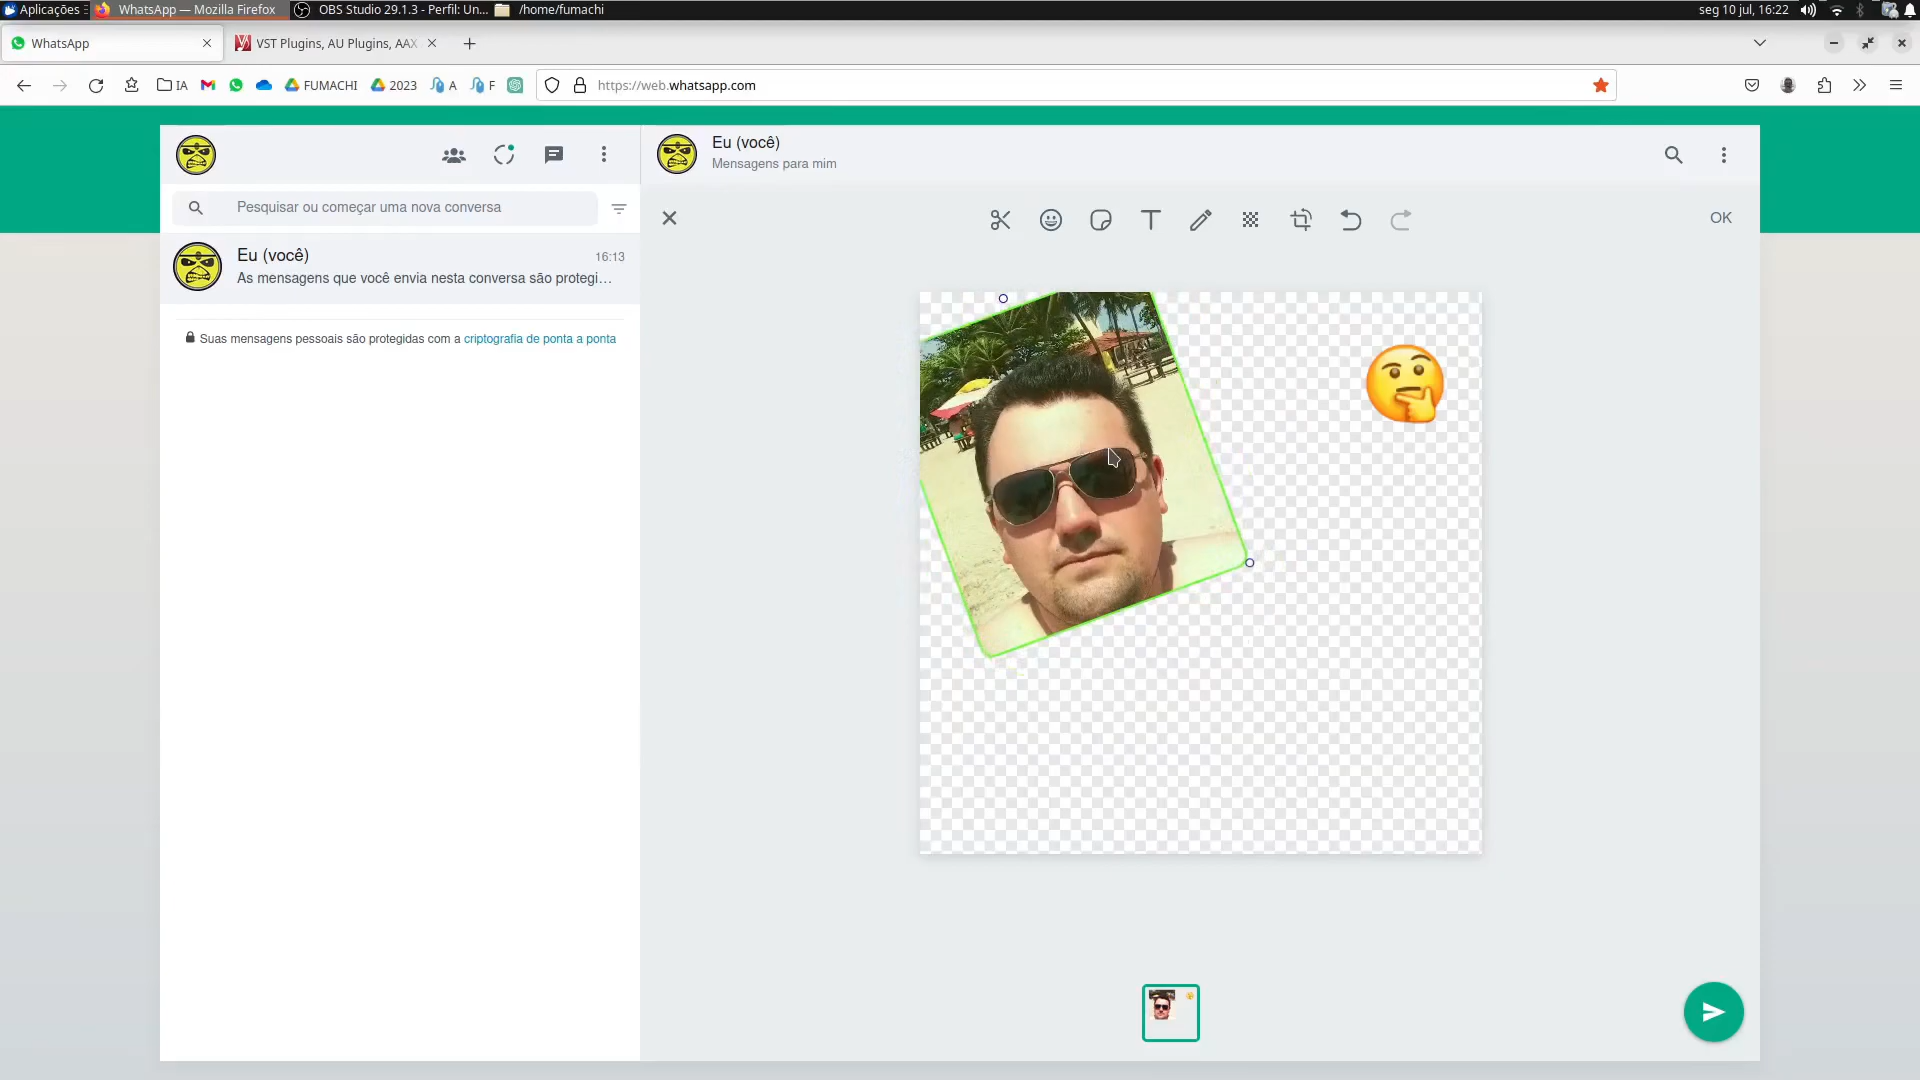 Aplicações
WhatsApp — Mozilla Firefox
OBS Studio 29.1.3 - Perfil: Un...
/home/fumachi
seg 10 jul, 16:22
WhatsApp
VST Plugins, AU Plugins, AAX
IA
FUMACHI
2023
A
F
https://web.whatsapp.com
Eu (você)
Mensagens para mim
Pesquisar ou começar uma nova conversa
OK
Eu (você)
16:13
As mensagens que você envia nesta conversa são protegi...
Suas mensagens pessoais são protegidas com a criptografia de ponta a ponta